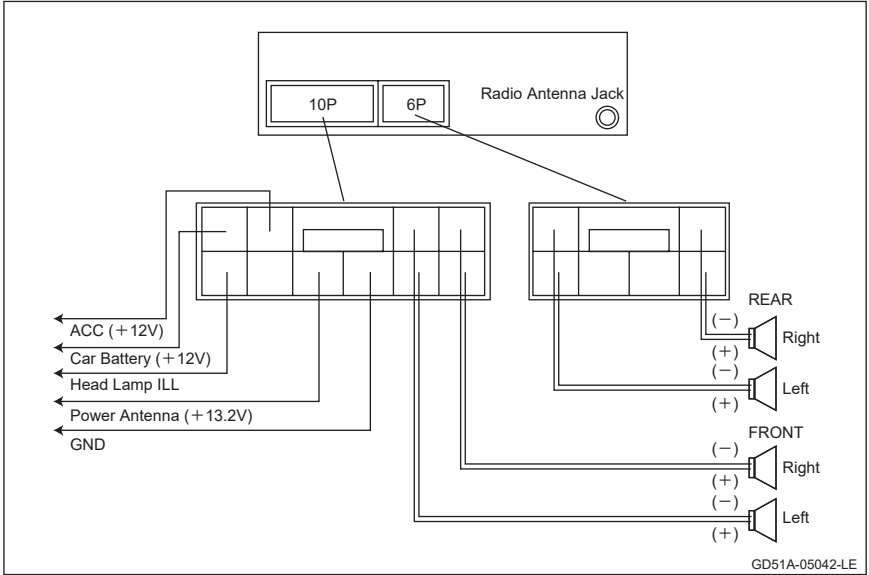 10P
6P
Radio Antenna Jack
ACC (＋12V)
Car Battery (＋12V)
Head Lamp ILL
Power Antenna (＋13.2V)
GND
REAR
(－)
Right
(＋)
(－)
Left
(＋)
FRONT
(－)
Right
(＋)
(－)
Left
(＋)
GD51A-05042-LE